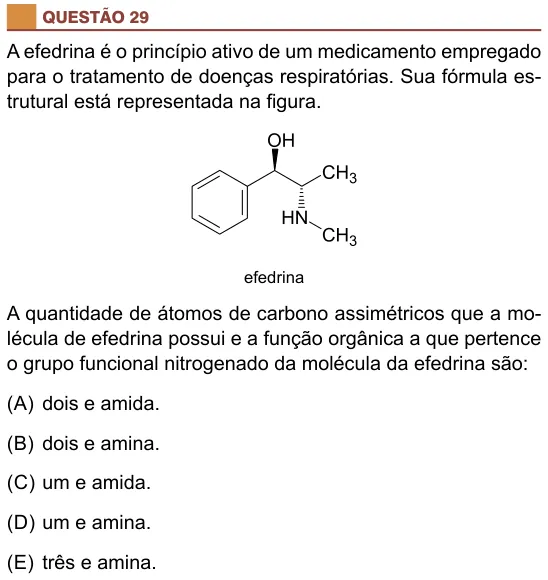 QUESTÃO 29
A efedrina é o princípio ativo de um medicamento empregado
para o tratamento de doenças respiratórias. Sua fórmula es-
trutural está representada na figura.
OH
CH3
HN
CH3
efedrina
A quantidade de átomos de carbono assimétricos que a mo-
lécula de efedrina possui e a função orgânica a que pertence
o grupo funcional nitrogenado da molécula da efedrina são:
(A) dois e amida.
(B) dois e amina.
(C) um e amida.
(D) um e amina.
(E) três e amina.